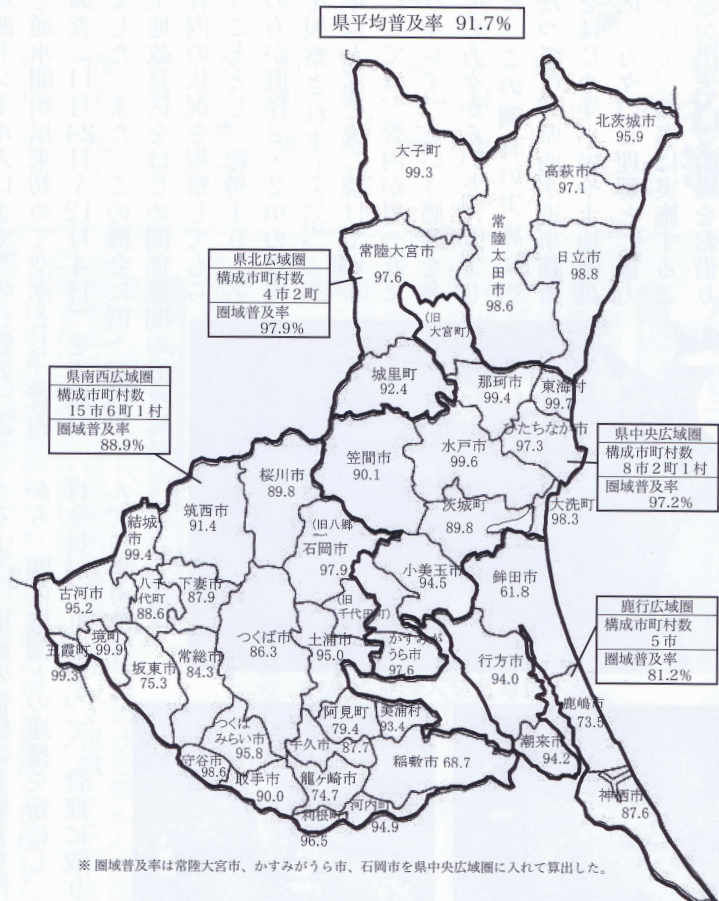 県平均普及率 91.7%
北茨城市
95.9
大子町
99.3
高萩市
97.1
常陸太田市
98.6
日立市
98.8
常陸大宮市
97.6
(旧
大宮町)
県北広域圏
構成市町村数
4市2町
圏域普及率
97.9%
城里町
92.4
那珂市
99.4
東海村
99.7
県南西広域圏
構成市町村数
15市6町1村
圏域普及率
88.9%
ひたちなか市
97.3
水戸市
99.6
笠間市
90.1
県中央広域圏
構成市町村数
8市2町1村
圏域普及率
97.2%
桜川市
89.8
筑西市
91.4
茨城町
89.8
大洗町
98.3
結城市
99.4
(旧八郷
石岡市
97.9
小美玉市
94.5
鉾田市
61.8
古河市
95.2
八千代町
88.6
下妻市
87.9
(旧
千代田町)
鹿行広域圏
構成市町村数
5市
圏域普及率
81.2%
つくば市
86.3
土浦市
95.0
かすみが
うら市
97.6
行方市
94.0
五霞町
99.3
境町
99.9
坂東市
75.3
常総市
84.3
鹿嶋市
73.5
阿見町
79.4
美浦村
93.4
潮来市
94.2
つくば
みらい市
95.8
牛久市
87.7
稲敷市 68.7
守谷市
98.6
取手市
90.0
龍ヶ崎市
74.7
神栖市
87.6
利根町
96.5
河内町
94.9
※ 圏域普及率は常陸大宮市、かすみがうら市、石岡市を県中央広域圏に入れて算出した。